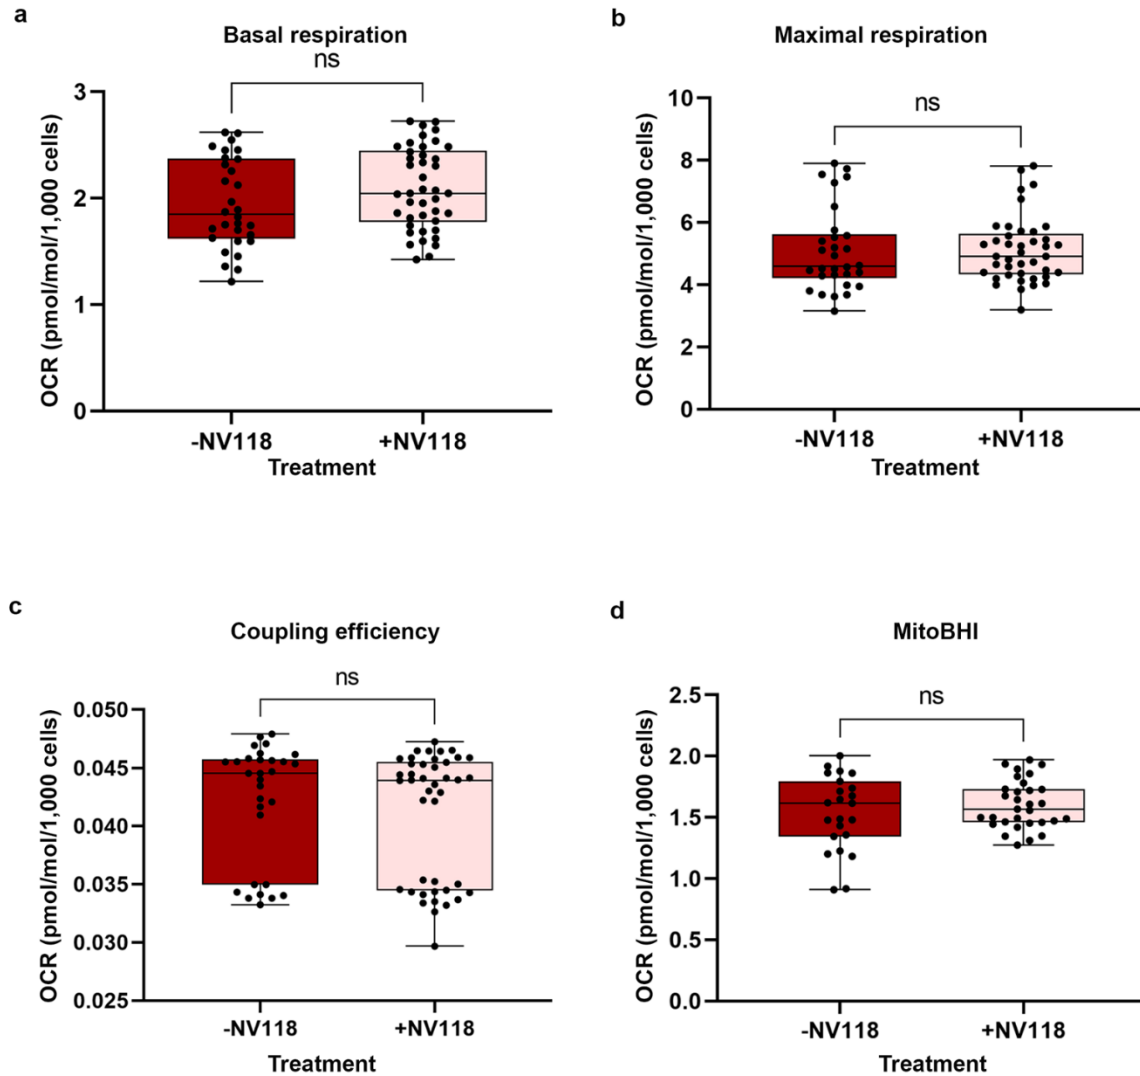 a
Basal respiration
ns
OCR (pmol/mol/1,000 cells)
3
2
1
0
-NV118
+NV118
Treatment
b
Maximal respiration
ns
OCR (pmol/mol/1,000 cells)
10
8
6
4
2
0
-NV118
+NV118
Treatment
c
Coupling efficiency
ns
OCR (pmol/mol/1,000 cells)
0.050
0.045
0.040
0.035
0.030
0.025
-NV118
+NV118
Treatment
d
MitoBHI
ns
OCR (pmol/mol/1,000 cells)
2.5
2.0
1.5
1.0
0.5
0.0
-NV118
+NV118
Treatment